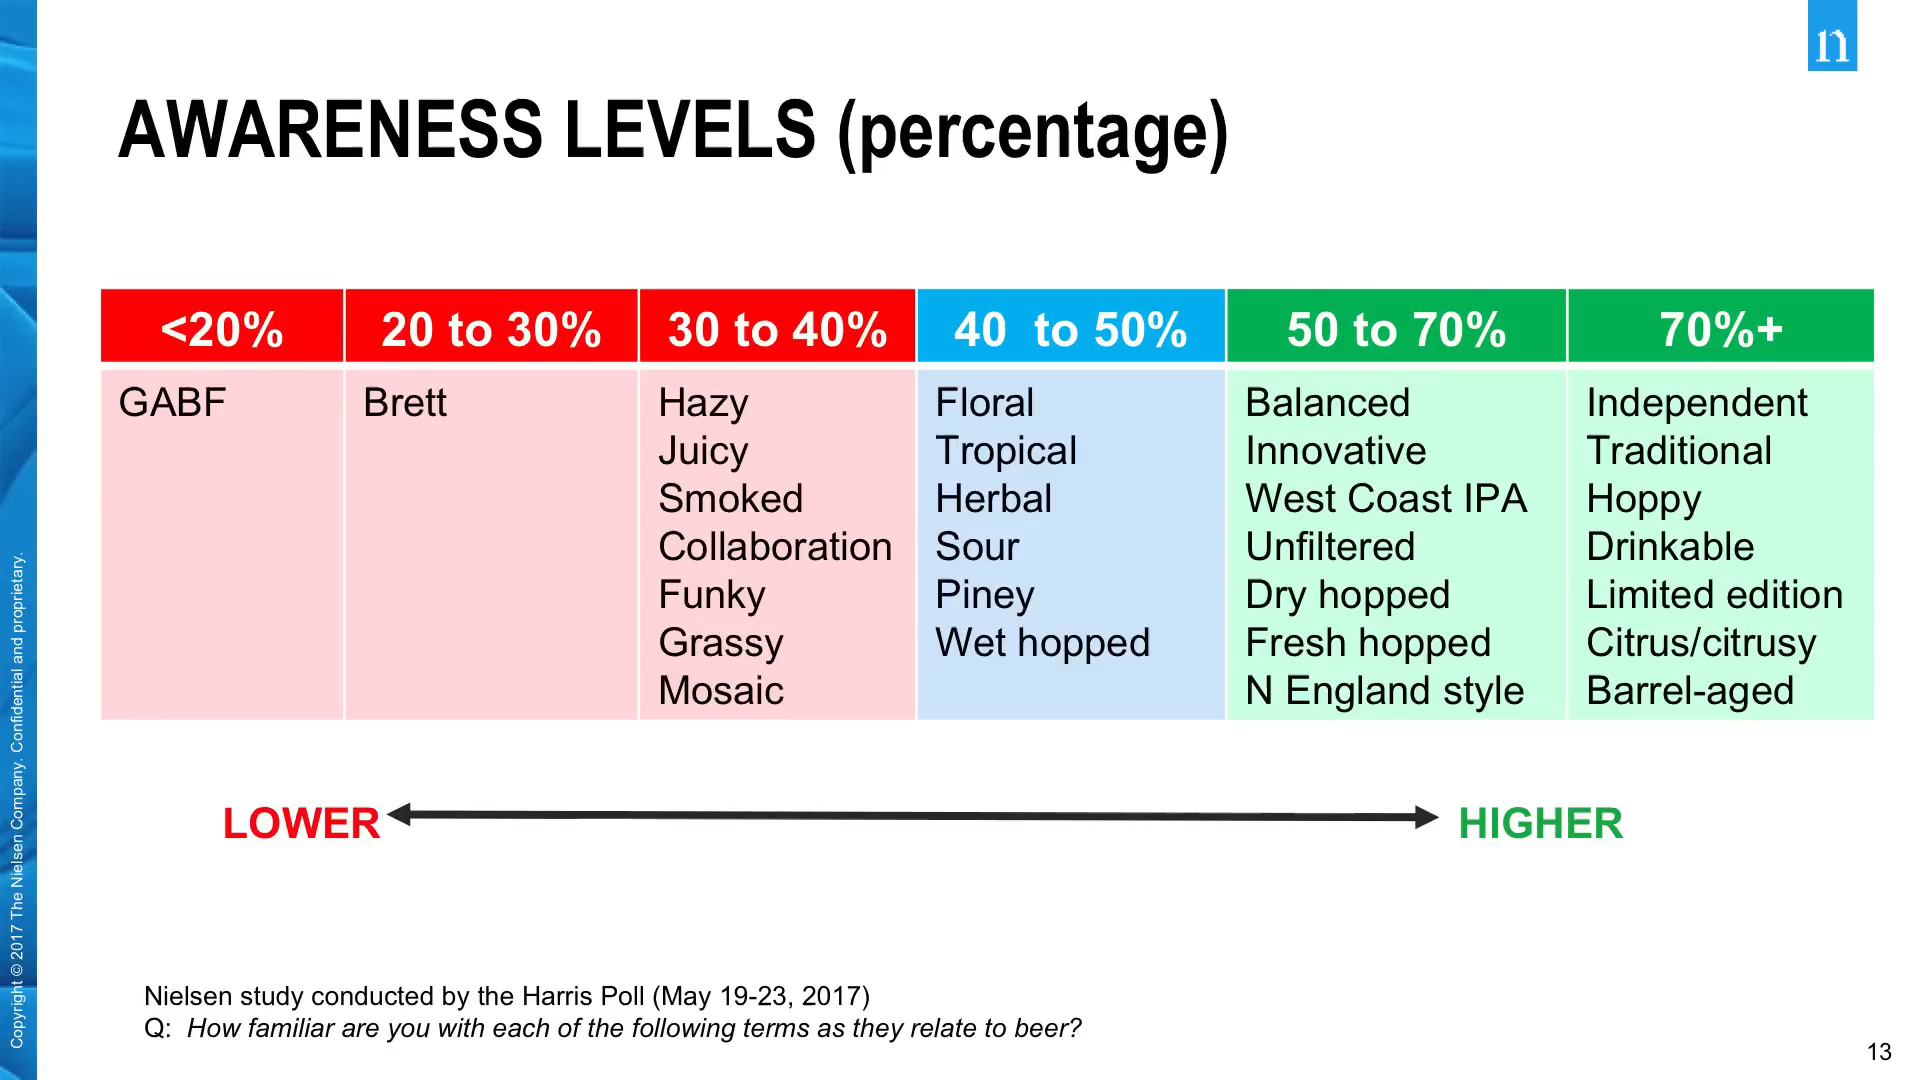 n
AWARENESS LEVELS (percentage)
<20% 20 to 30% 30 to 40% 40 to 50% 50 to 70% 70%+
GABF Brett Hazy Floral Balanced Independent
Juicy Tropical Innovative Traditional
Smoked Herbal West Coast IPA Hoppy
Collaboration Sour Unfiltered Drinkable
Funky Piney Dry hopped Limited edition
Grassy Wet hopped Fresh hopped Citrus/citrusy
Mosaic N England style Barrel-aged
LOWER HIGHER
Nielsen study conducted by the Harris Poll (May 19-23, 2017)
Q: How familiar are you with each of the following terms as they relate to beer?
13
Copyright © 2017 The Nielsen Company. Confidential and proprietary.